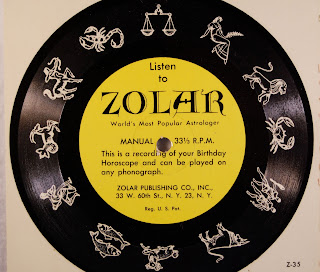 Listen
to
ZOLAR
World's Most Popular Astrologer
MANUAL 33⅓ R.P.M.
This is a recording of your Birthday
Horoscope and can be played on
any phonograph.
ZOLAR PUBLISHING CO., INC.,
33 W. 60th St., N. Y. 23, N. Y.
Reg. U. S. Pat.
Z-35